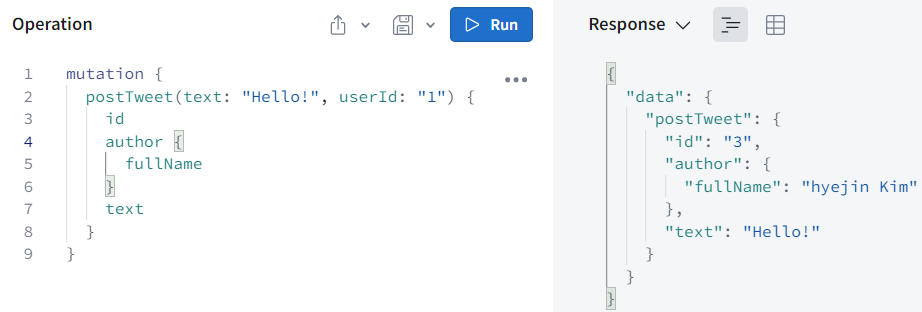 Operation
Run
1 mutation {
2   postTweet(text: "Hello!", userId: "1") {
3     id
4     author {
5       fullName
6     }
7     text
8   }
9 }
Response
{
  "data": {
    "postTweet": {
      "id": "3",
      "author": {
        "fullName": "hyejin Kim"
      },
      "text": "Hello!"
    }
  }
}